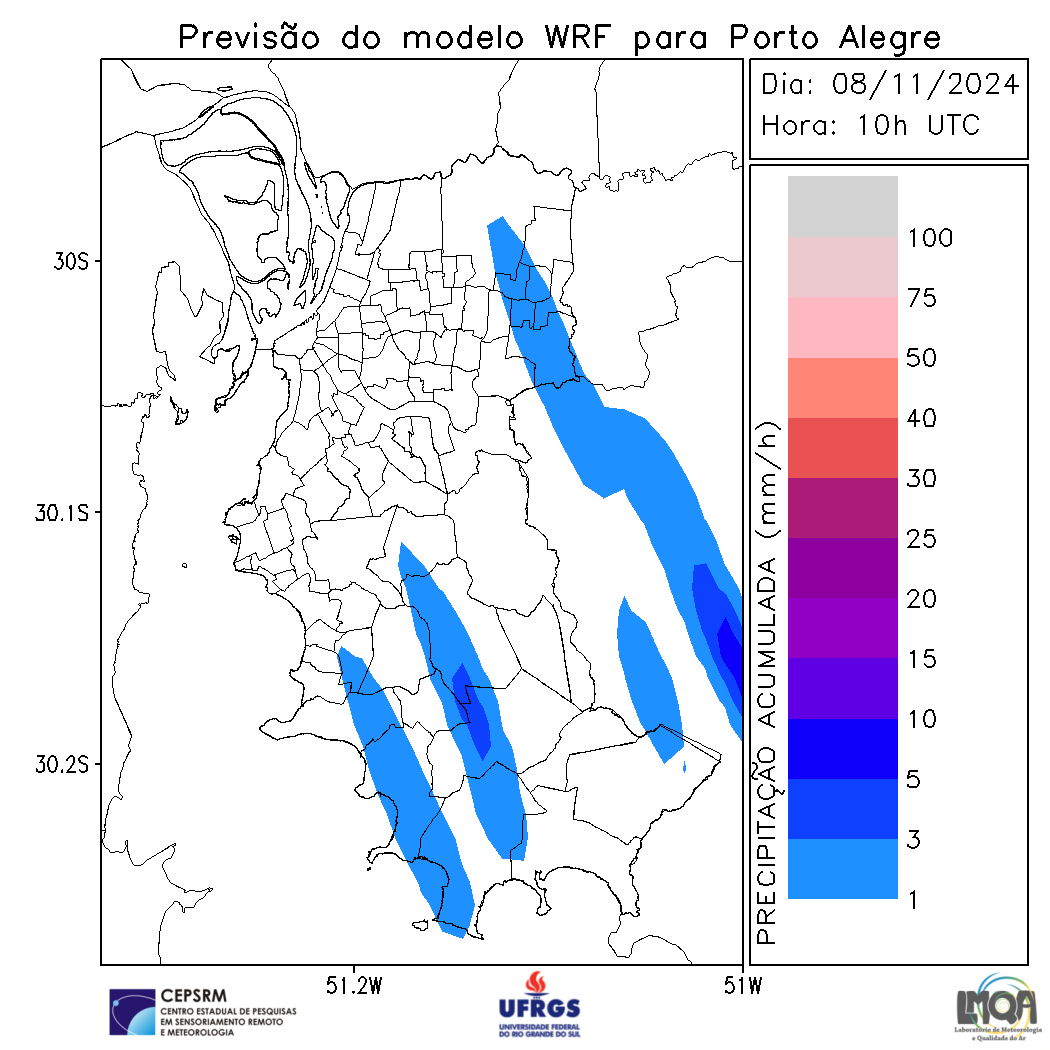 Previsão do modelo WRF para Porto Alegre
Dia: 08/11/2024
Hora: 10h UTC
30S
30.1S
30.2S
51.2W
51W
PRECIPITAÇÃO ACUMULADA (mm/h)
100
75
50
40
30
25
20
15
10
5
3
1
CEPSRM
CENTRO ESTADUAL DE PESQUISAS
EM SENSORIAMENTO REMOTO
E METEOROLOGIA
UFRGS
UNIVERSIDADE FEDERAL
DO RIO GRANDE DO SUL
LMQA
Laboratório de Meteorologia
e Qualidade do Ar